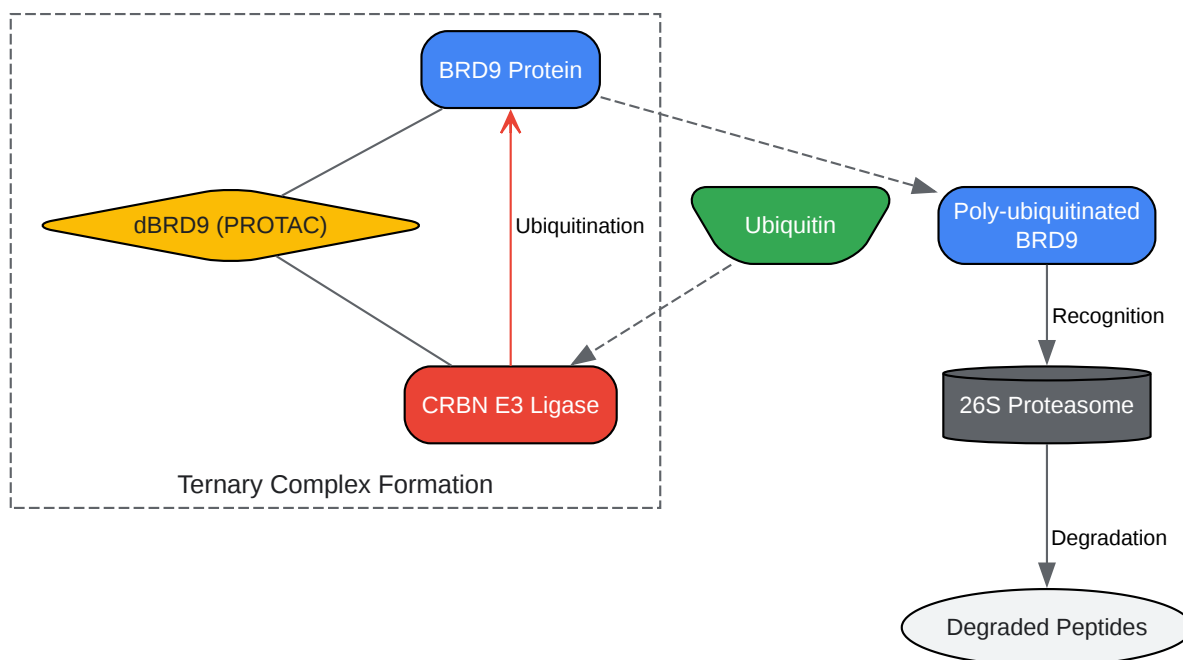 BRD9 Protein
dBRD9 (PROTAC)
Ubiquitination
Ubiquitin
Poly-ubiquitinated
BRD9
Recognition
CRBN E3 Ligase
26S Proteasome
Ternary Complex Formation
Degradation
Degraded Peptides